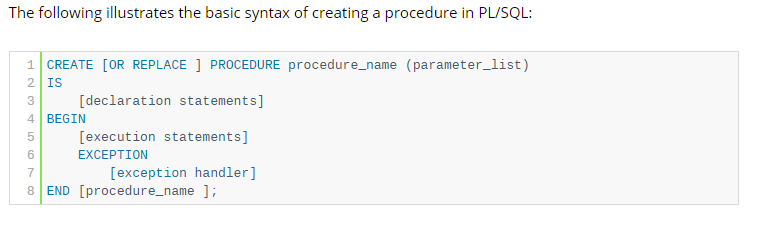 The following illustrates the basic syntax of creating a procedure in PL/SQL:
1 CREATE [OR REPLACE ] PROCEDURE procedure_name (parameter_list)
2 IS
3     [declaration statements]
4 BEGIN
5     [execution statements]
6     EXCEPTION
7         [exception handler]
8 END [procedure_name ];